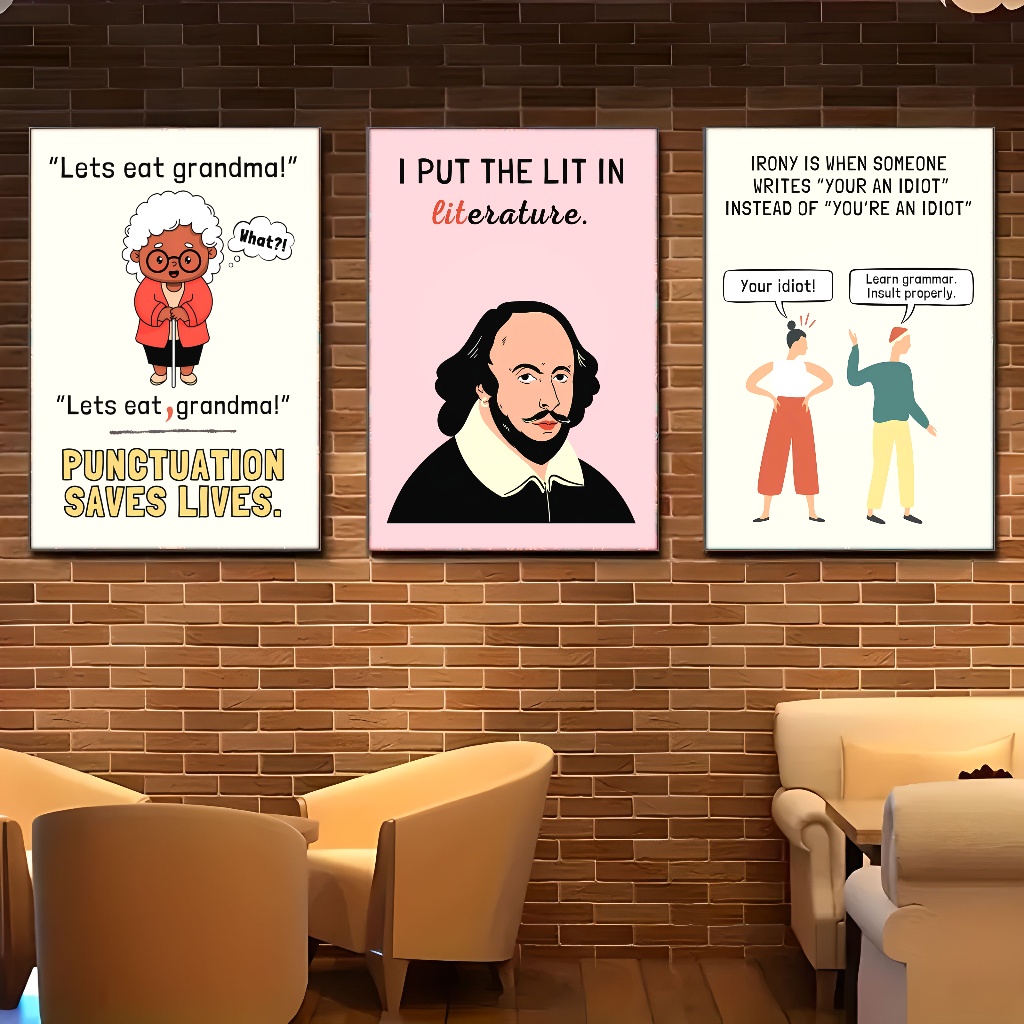 "Lets eat grandma!"
What?!
"Lets eat, grandma!"
PUNCTUATION
SAVES LIVES.
I PUT THE LIT IN
literature.
IRONY IS WHEN SOMEONE
WRITES "YOUR AN IDIOT"
INSTEAD OF "YOU'RE AN IDIOT"
Your idiot!
Learn grammar.
Insult properly.